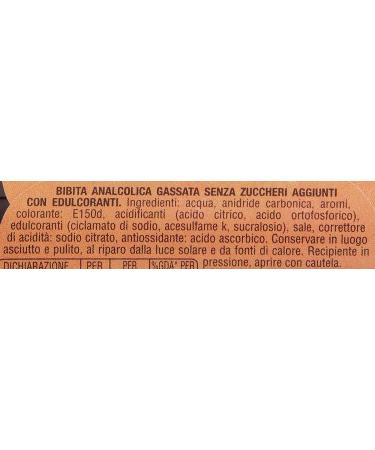 BIBITA ANALCOLICA GASSATA SENZA ZUCCHERI AGGIUNTI
CON EDULCORANTI. Ingredienti: acqua, anidride carbonica, aromi,
colorante: E150d, acidificanti (acido citrico, acido ortofosforico),
edulcoranti (ciclamato di sodio, acesulfame k, sucralosio), sale, correttore
di acidità: sodio citrato, antiossidante: acido ascorbico. Conservare in luogo
asciutto e pulito, al riparo dalla luce solare e da fonti di calore. Recipiente in
pressione, aprire con cautela.
DICHIARAZIONE PER PER %GDA* PER